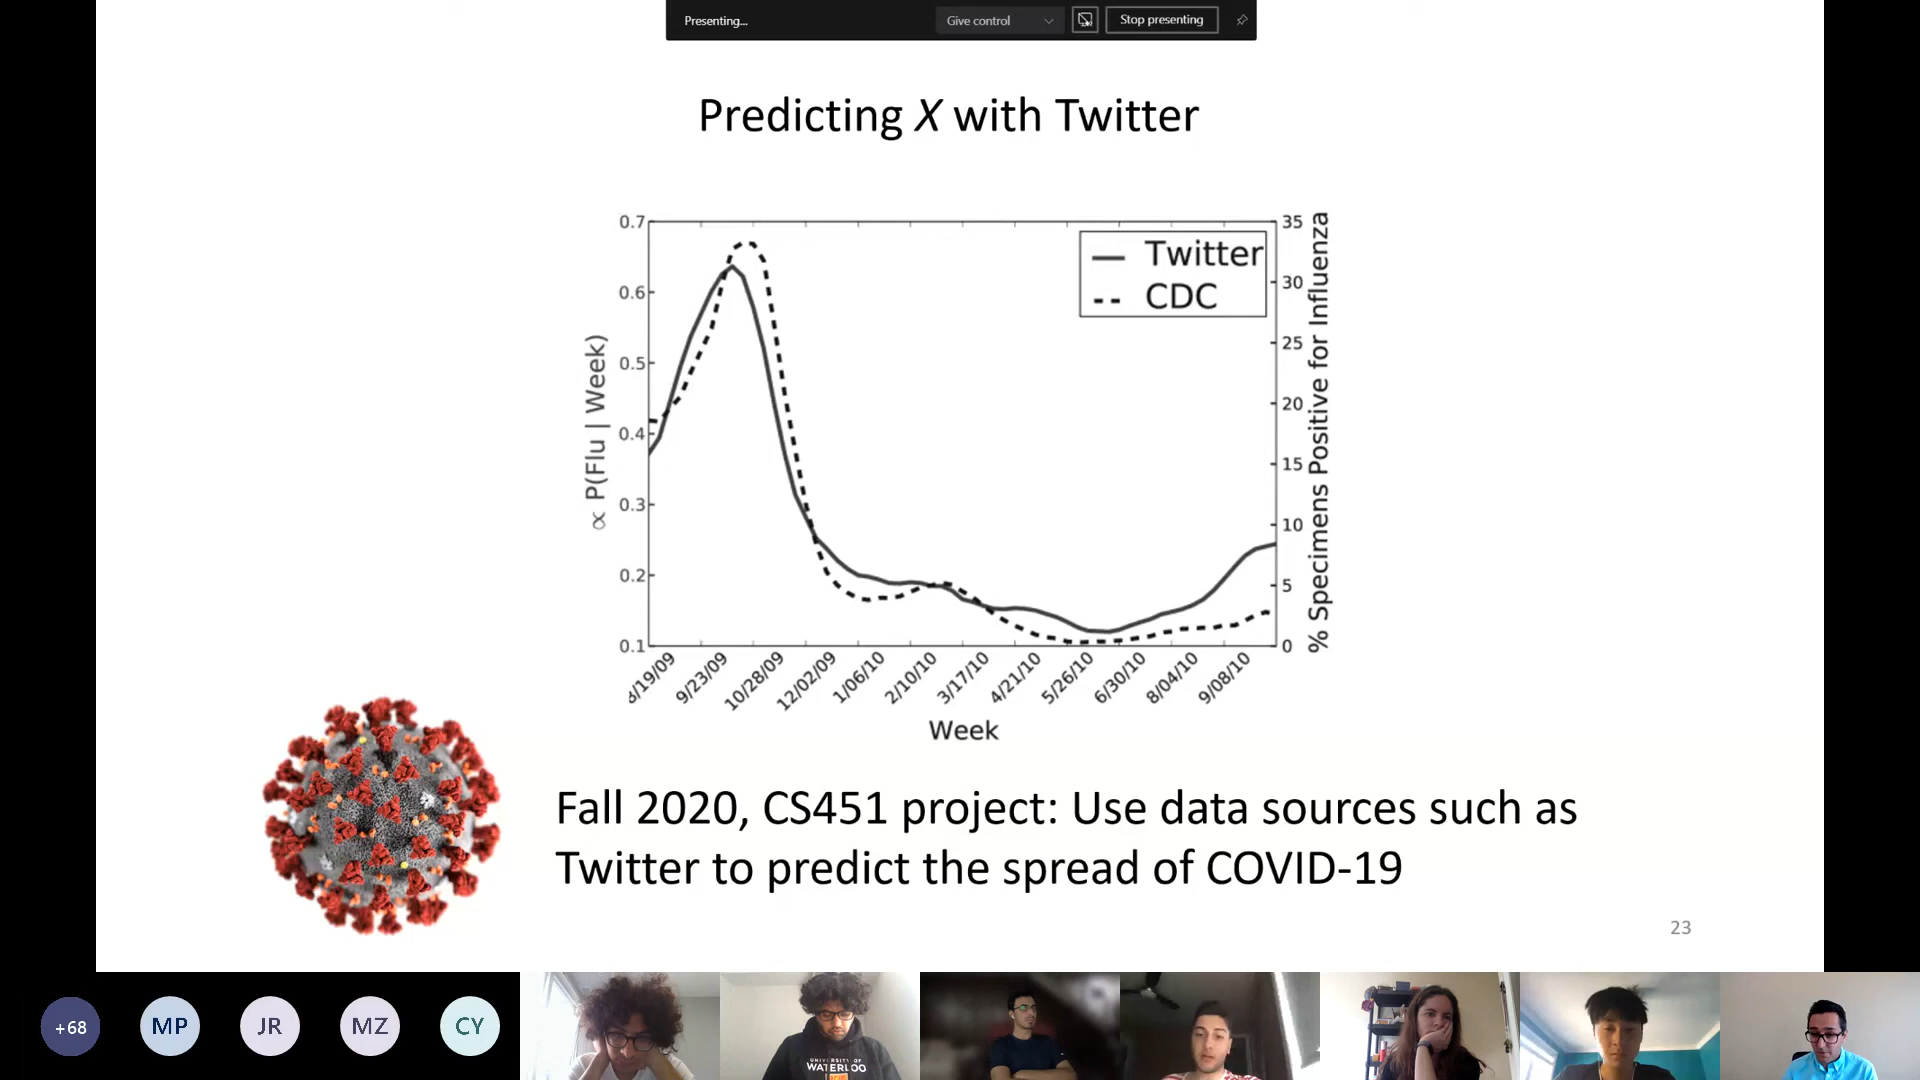 Presenting...
Give control
Stop presenting
Predicting X with Twitter
0.7
0.6
0.5
0.4
0.3
0.2
0.1
∝ P(Flu | Week)
Twitter
CDC
35
30
25
20
15
10
5
0
% Specimens Positive for Influenza
8/19/09
9/23/09
10/28/09
12/02/09
1/06/10
2/10/10
3/17/10
4/21/10
5/26/10
6/30/10
8/04/10
9/08/10
Week
Fall 2020, CS451 project: Use data sources such as
Twitter to predict the spread of COVID-19
23
+68
MP
JR
MZ
CY
UNIVERSITY OF
WATERLOO